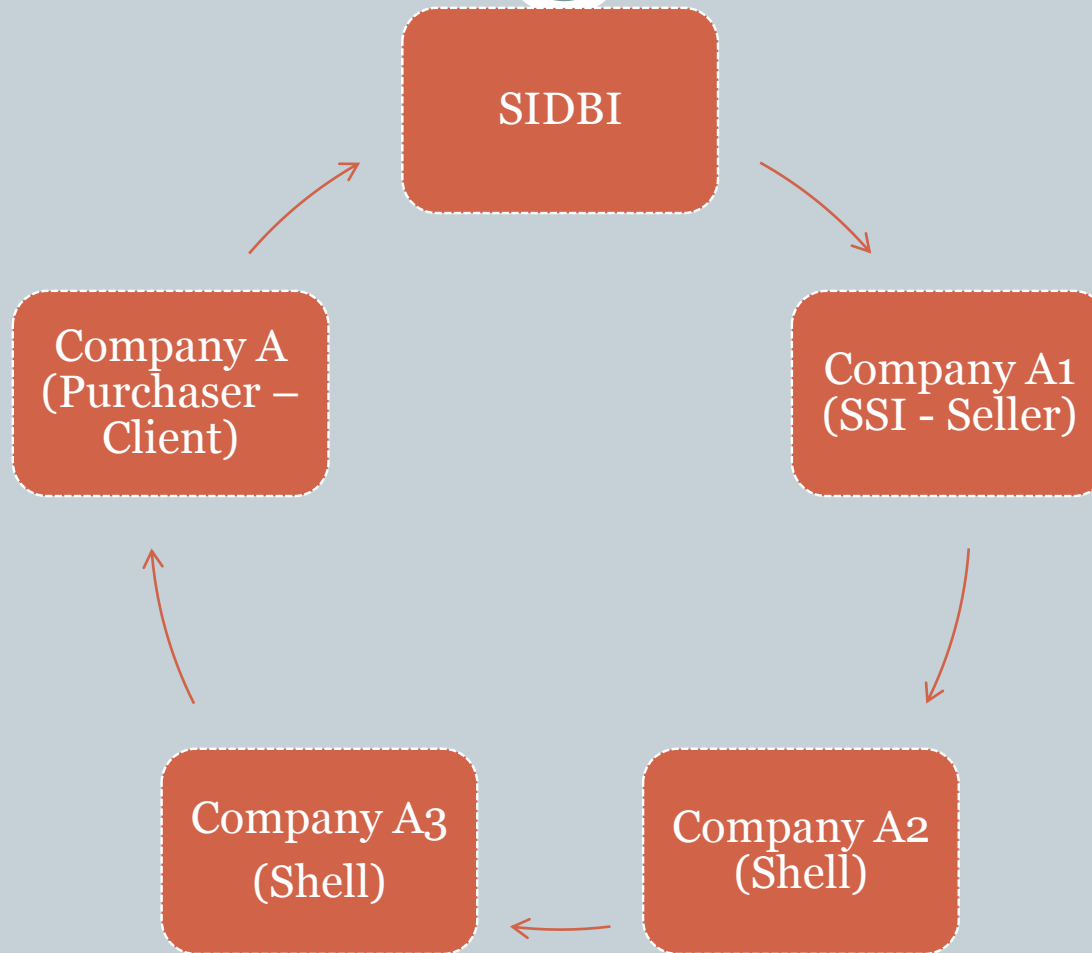 SIDBI
Company A
(Purchaser –
Client)
Company A1
(SSI - Seller)
Company A3
(Shell)
Company A2
(Shell)